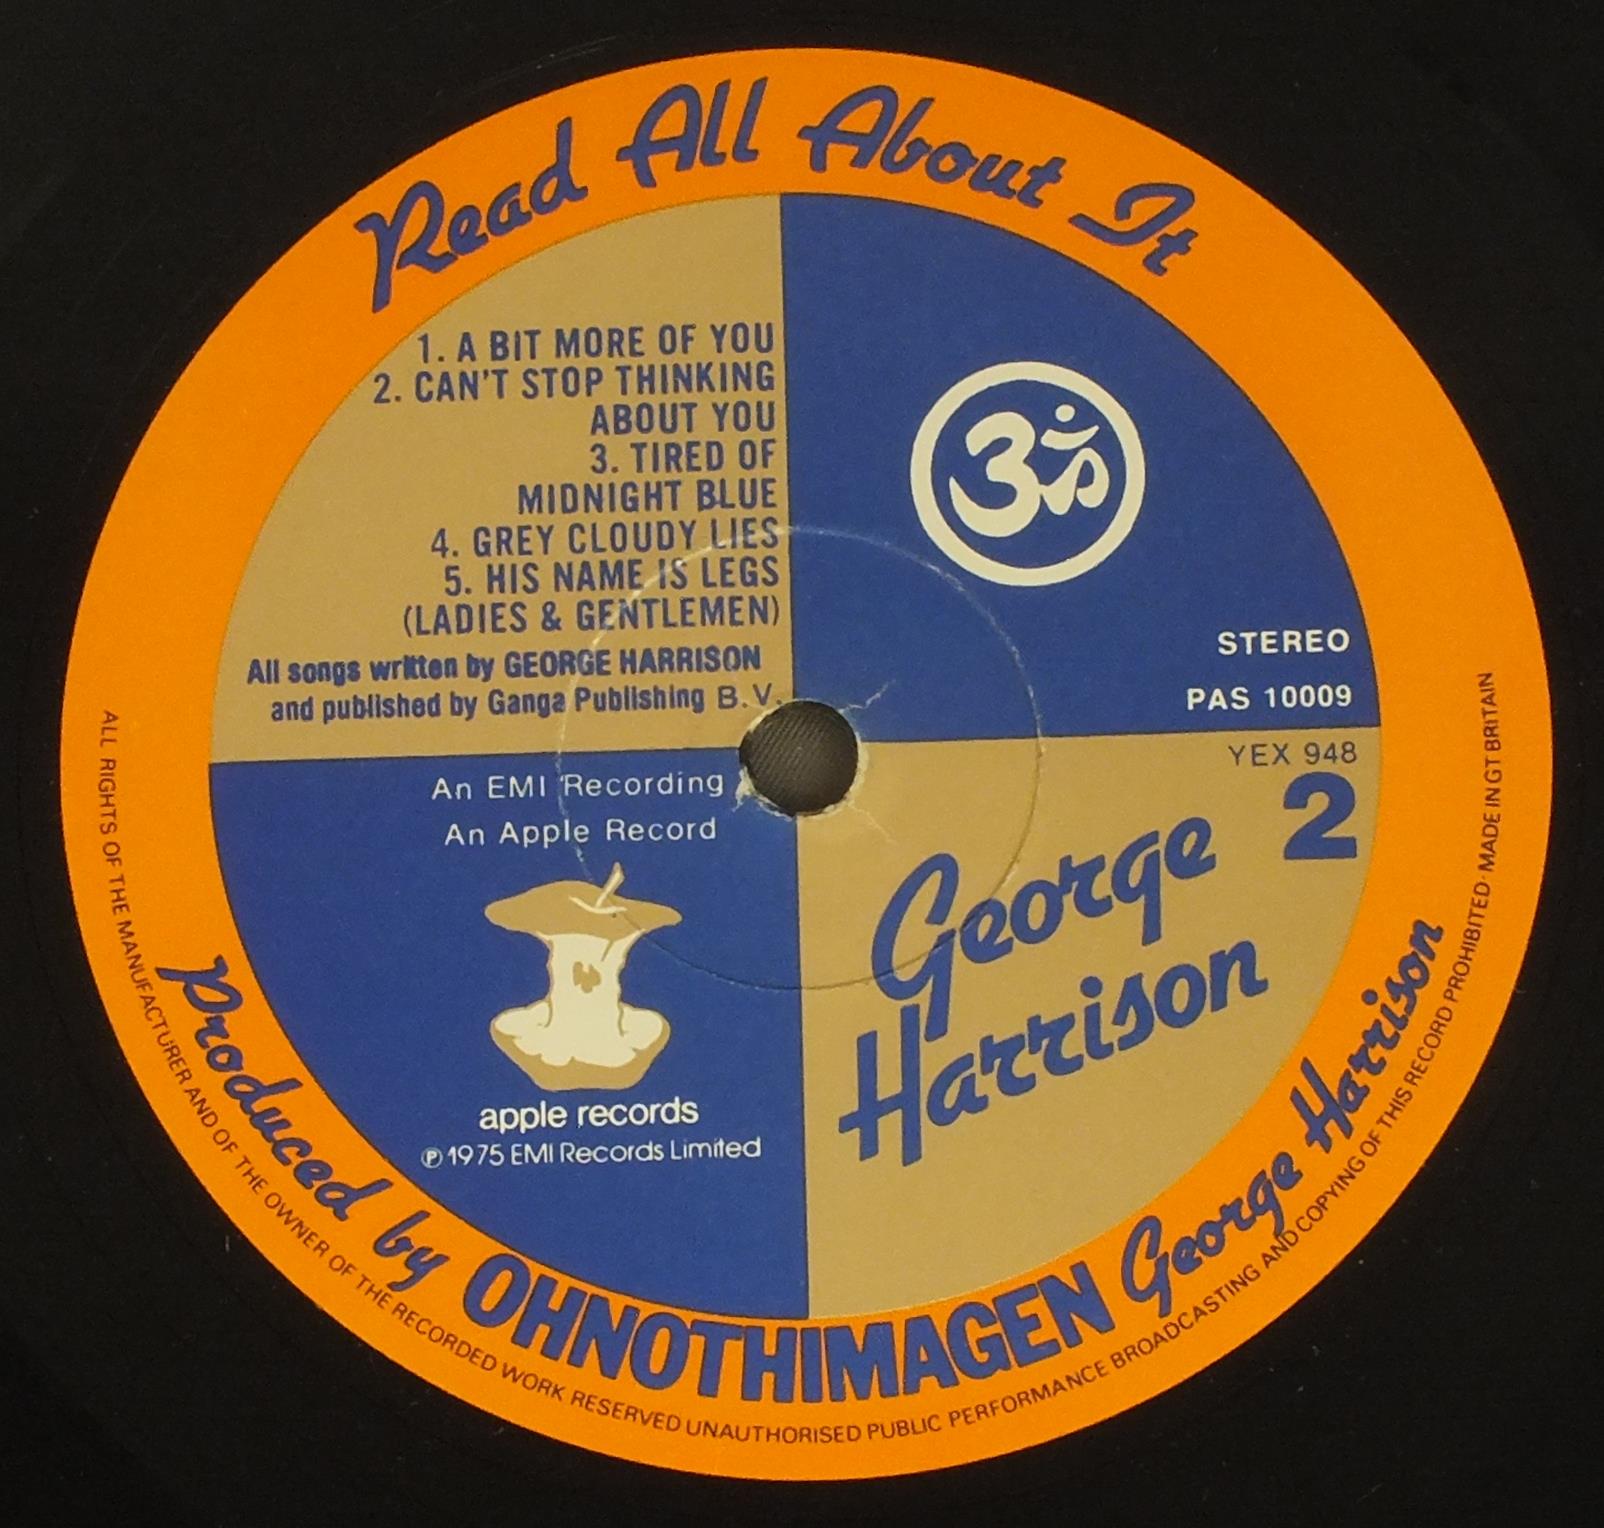 Read All About It
1. A BIT MORE OF YOU
2. CAN'T STOP THINKING
ABOUT YOU
3. TIRED OF
MIDNIGHT BLUE
4. GREY CLOUDY LIES
5. HIS NAME IS LEGS
(LADIES & GENTLEMEN)
All songs written by GEORGE HARRISON
and published by Ganga Publishing B.V.
ॐ
STEREO
PAS 10009
YEX 948
2
George
Harrison
An EMI Recording
An Apple Record
apple records
℗ 1975 EMI Records Limited
Produced by OHNOTHIMAGEN George Harrison
ALL RIGHTS OF THE MANUFACTURER AND OF THE OWNER OF THE RECORDED WORK RESERVED UNAUTHORISED PUBLIC PERFORMANCE BROADCASTING AND COPYING OF THIS RECORD PROHIBITED · MADE IN GT BRITAIN